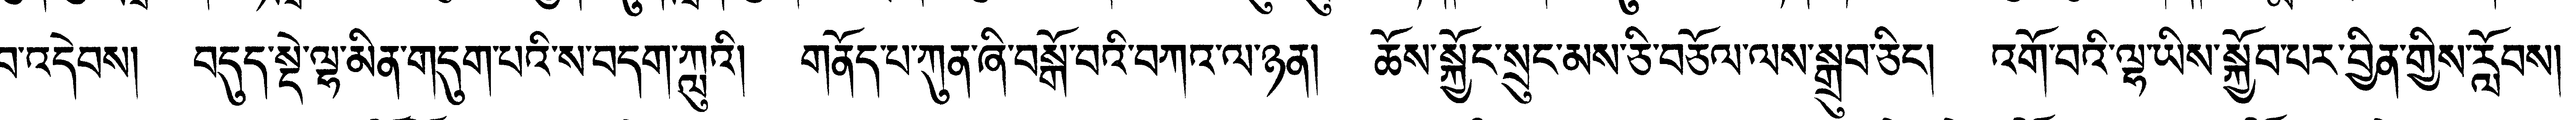 བ་འདེབས།  བདུད་སྡེ་ལྷ་མིན་གདུག་པའི་ས་བདག་ཀླུའི།  གནོད་པ་ཀུན་ཞི་བསྒོ་བའི་བཀའ་ལ་ཉན།  ཆོས་སྐྱོང་སྲུང་མས་ཅི་བཅོལ་ལས་སྒྲུབ་ཅིང།  འགོ་བའི་ལྷ་ཡིས་སྐྱོབ་པར་བྱིན་གྱིས་རློབས།